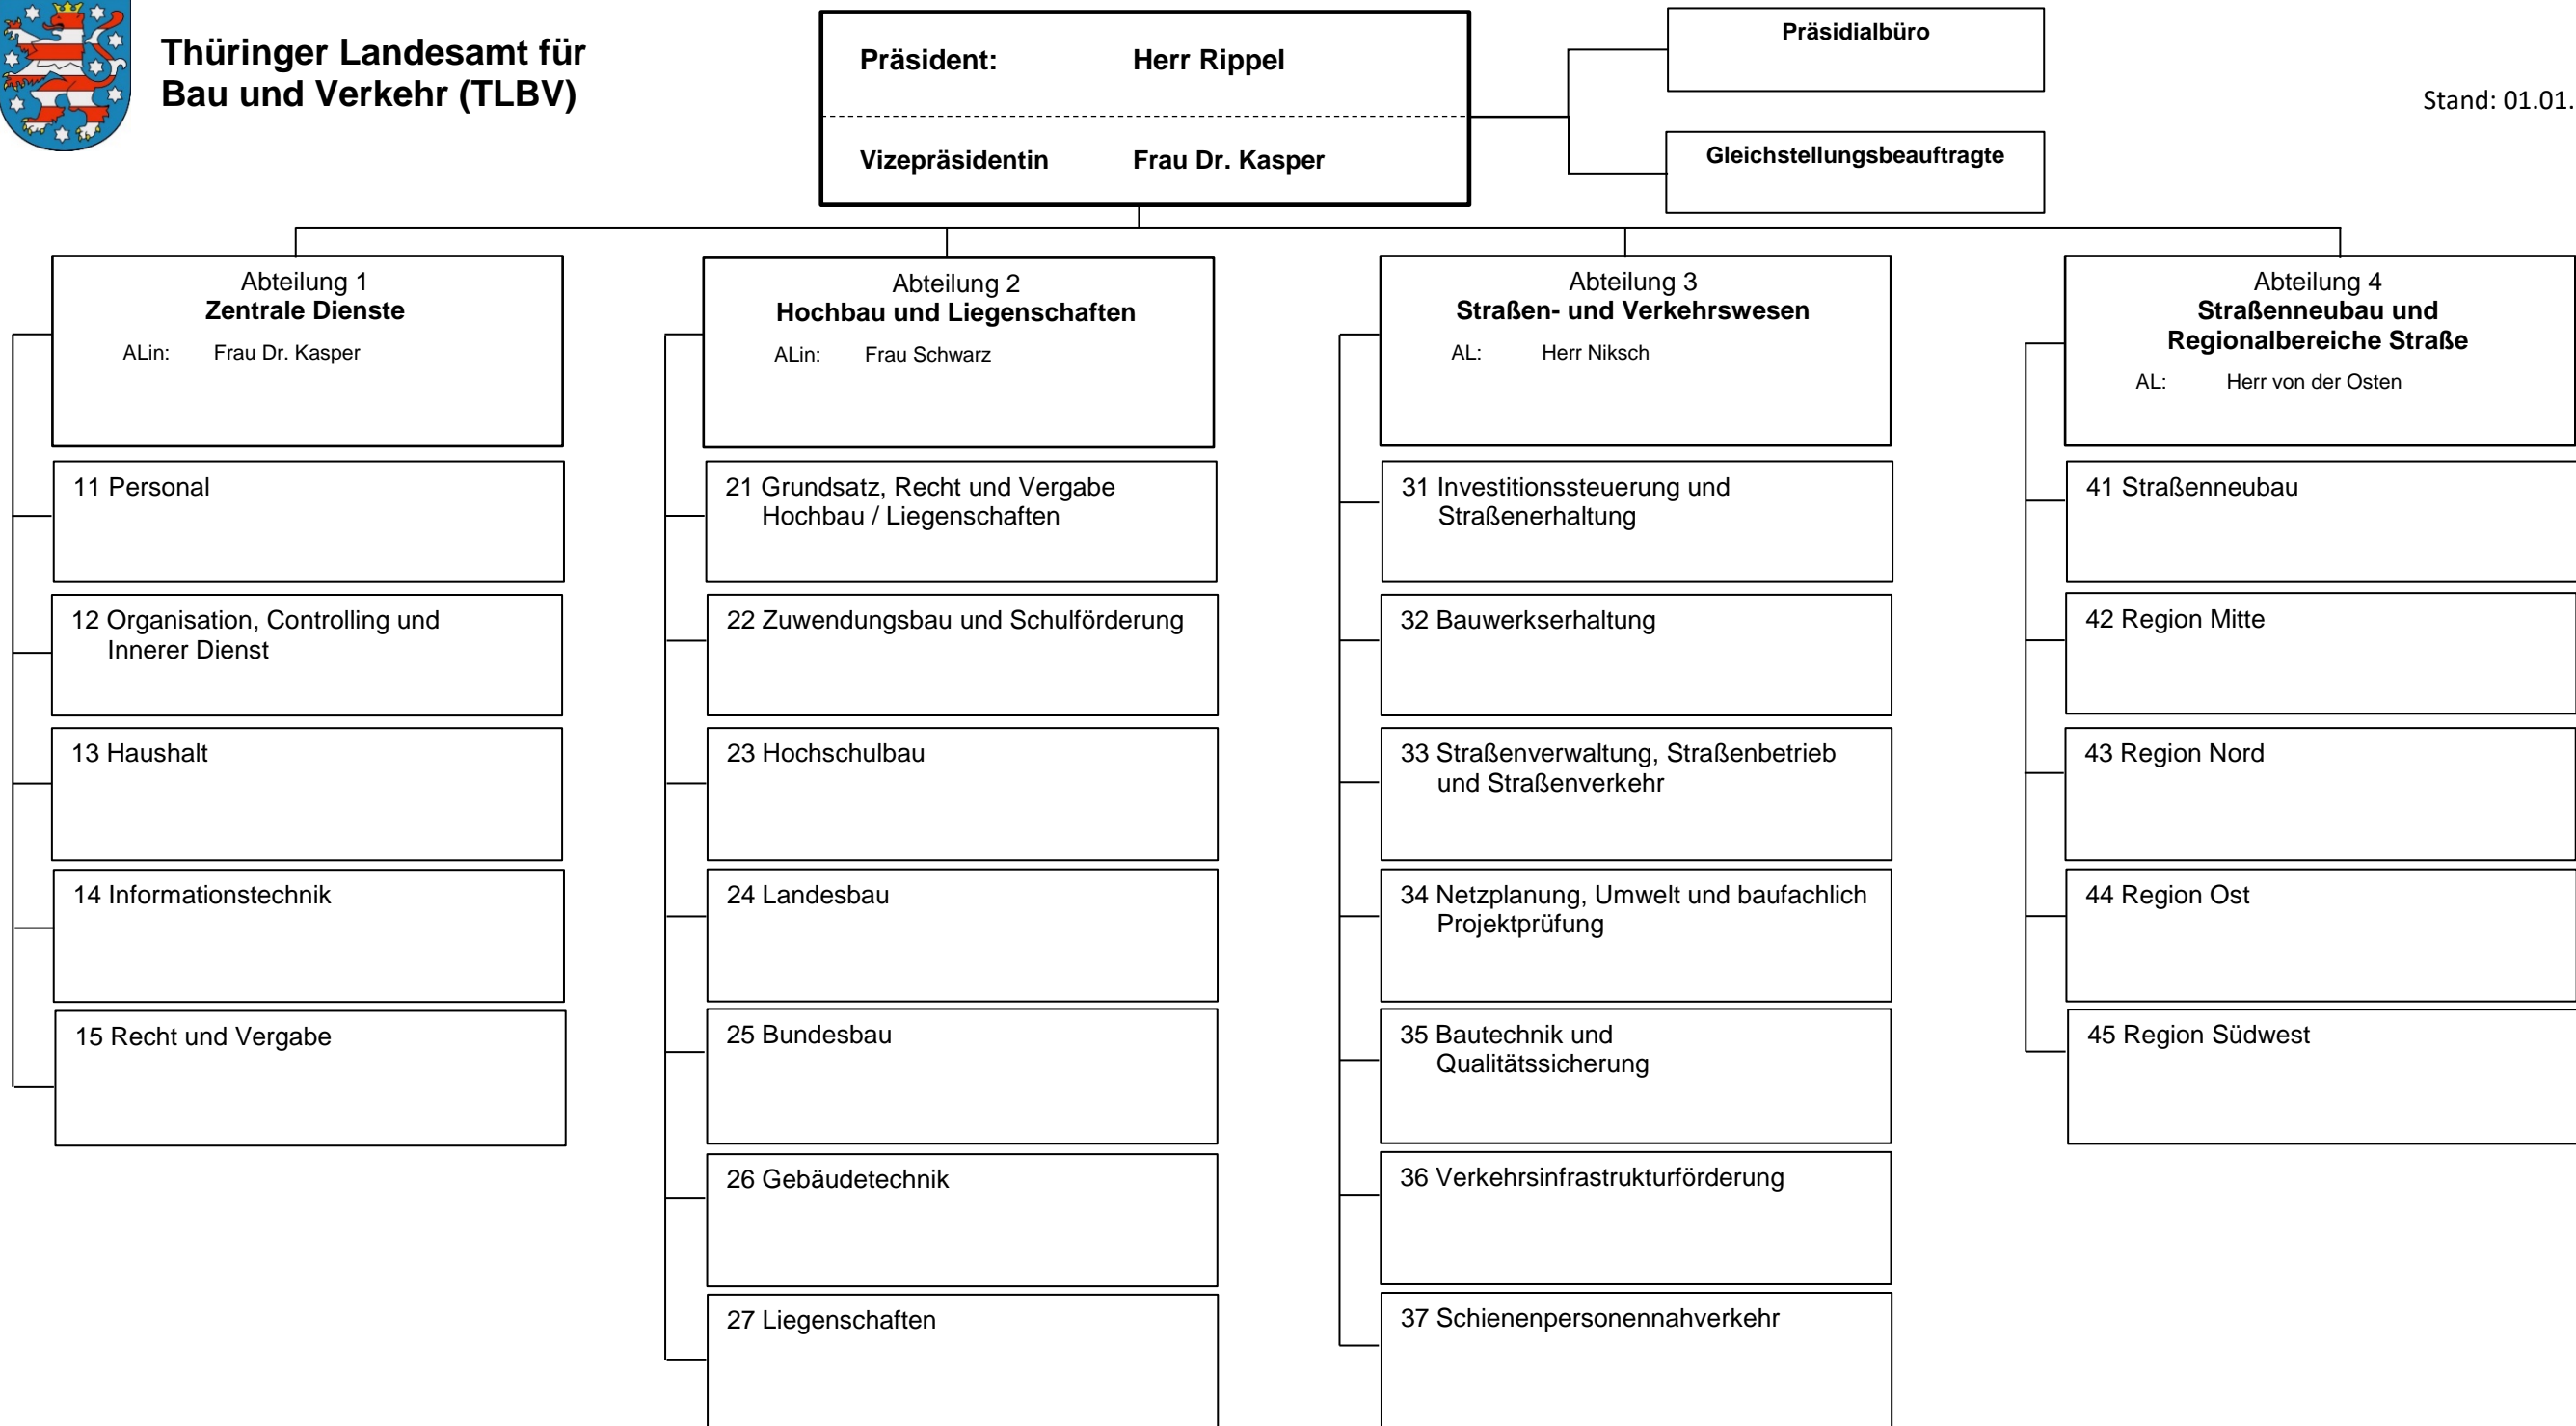 Thüringer Landesamt für
Bau und Verkehr (TLBV)
Präsident: Herr Rippel
Vizepräsidentin Frau Dr. Kasper
Präsidialbüro
Gleichstellungsbeauftragte
Stand: 01.01.
Abteilung 1
Zentrale Dienste
ALin: Frau Dr. Kasper
11 Personal
12 Organisation, Controlling und
Innerer Dienst
13 Haushalt
14 Informationstechnik
15 Recht und Vergabe
Abteilung 2
Hochbau und Liegenschaften
ALin: Frau Schwarz
21 Grundsatz, Recht und Vergabe
Hochbau / Liegenschaften
22 Zuwendungsbau und Schulförderung
23 Hochschulbau
24 Landesbau
25 Bundesbau
26 Gebäudetechnik
27 Liegenschaften
Abteilung 3
Straßen- und Verkehrswesen
AL: Herr Niksch
31 Investitionssteuerung und
Straßenerhaltung
32 Bauwerkserhaltung
33 Straßenverwaltung, Straßenbetrieb
und Straßenverkehr
34 Netzplanung, Umwelt und baufachlich
Projektprüfung
35 Bautechnik und
Qualitätssicherung
36 Verkehrsinfrastrukturförderung
37 Schienenpersonennahverkehr
Abteilung 4
Straßenneubau und
Regionalbereiche Straße
AL: Herr von der Osten
41 Straßenneubau
42 Region Mitte
43 Region Nord
44 Region Ost
45 Region Südwest